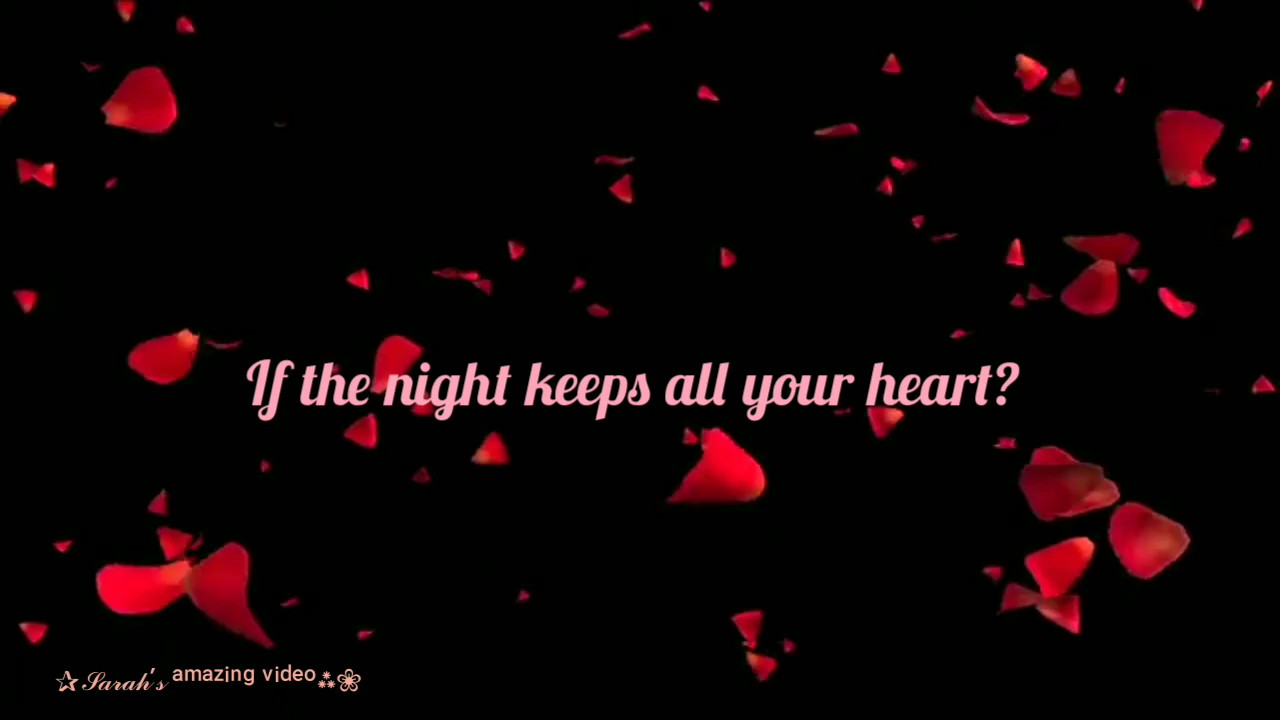 If the night keeps all your heart?
☆𝒮𝒶𝓇𝒶𝒽'𝓈 ᵃᵐᵃᶻⁱⁿᵍ ᵛⁱᵈᵉᵒ⁂❀